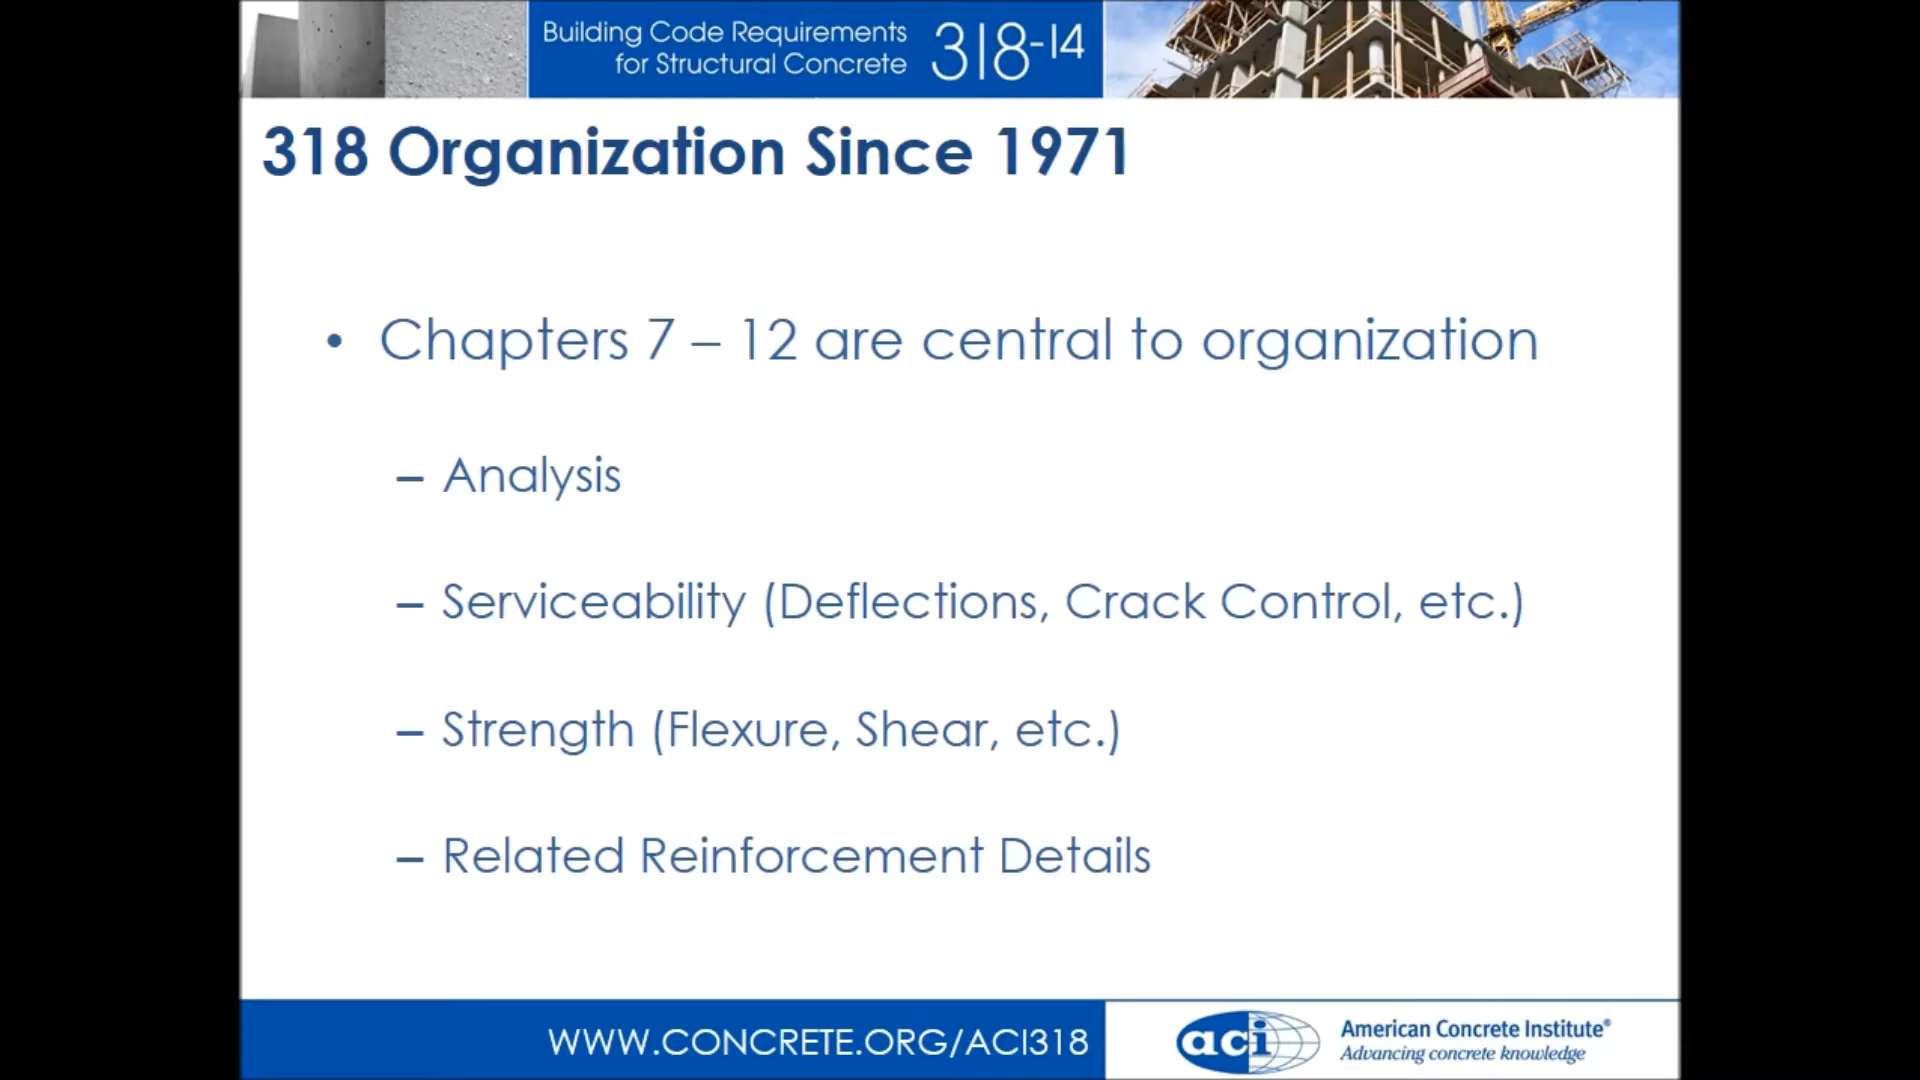 Building Code Requirements
for Structural Concrete
318-14
318 Organization Since 1971
• Chapters 7 – 12 are central to organization
– Analysis
– Serviceability (Deflections, Crack Control, etc.)
– Strength (Flexure, Shear, etc.)
– Related Reinforcement Details
WWW.CONCRETE.ORG/ACI318
aci
American Concrete Institute®
Advancing concrete knowledge